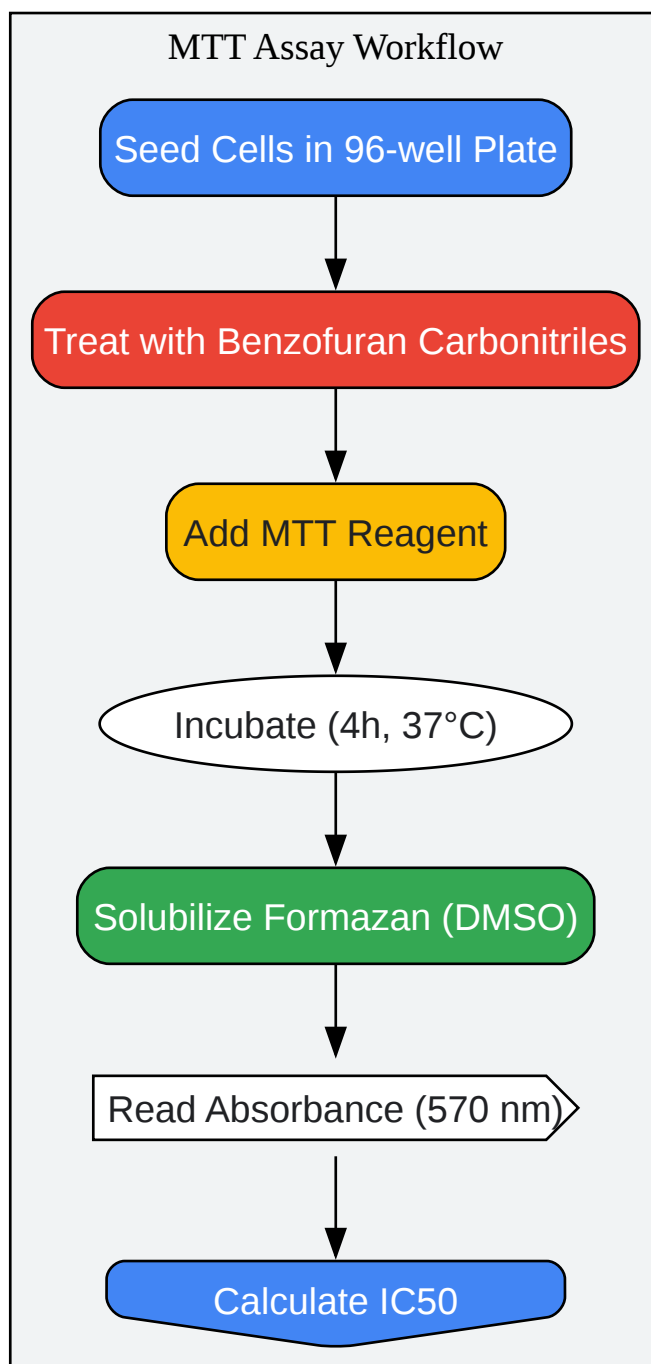 MTT Assay Workflow
Seed Cells in 96-well Plate
Treat with Benzofuran Carbonitriles
Add MTT Reagent
Incubate (4h, 37°C)
Solubilize Formazan (DMSO)
Read Absorbance (570 nm)
Calculate IC50